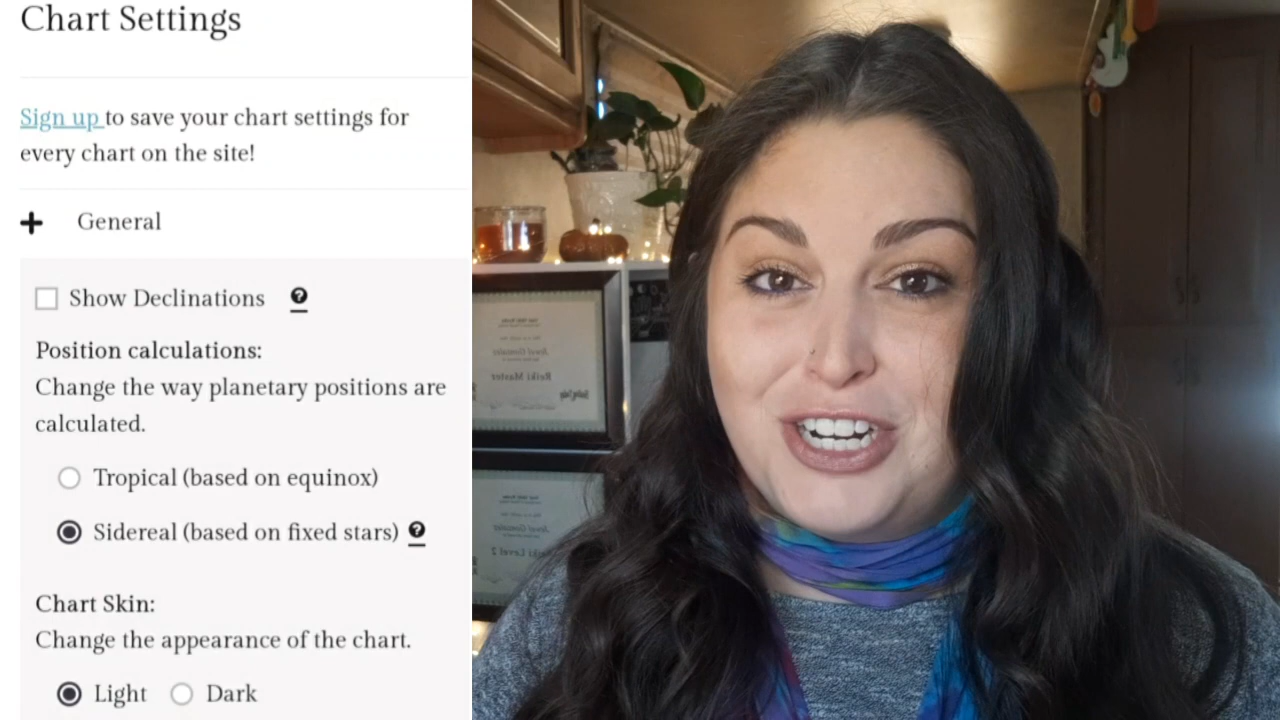 Chart Settings
Sign up to save your chart settings for
every chart on the site!
General
Show Declinations
Position calculations:
Change the way planetary positions are
calculated.
Tropical (based on equinox)
Sidereal (based on fixed stars)
Chart Skin:
Change the appearance of the chart.
Light
Dark
Reiki Master